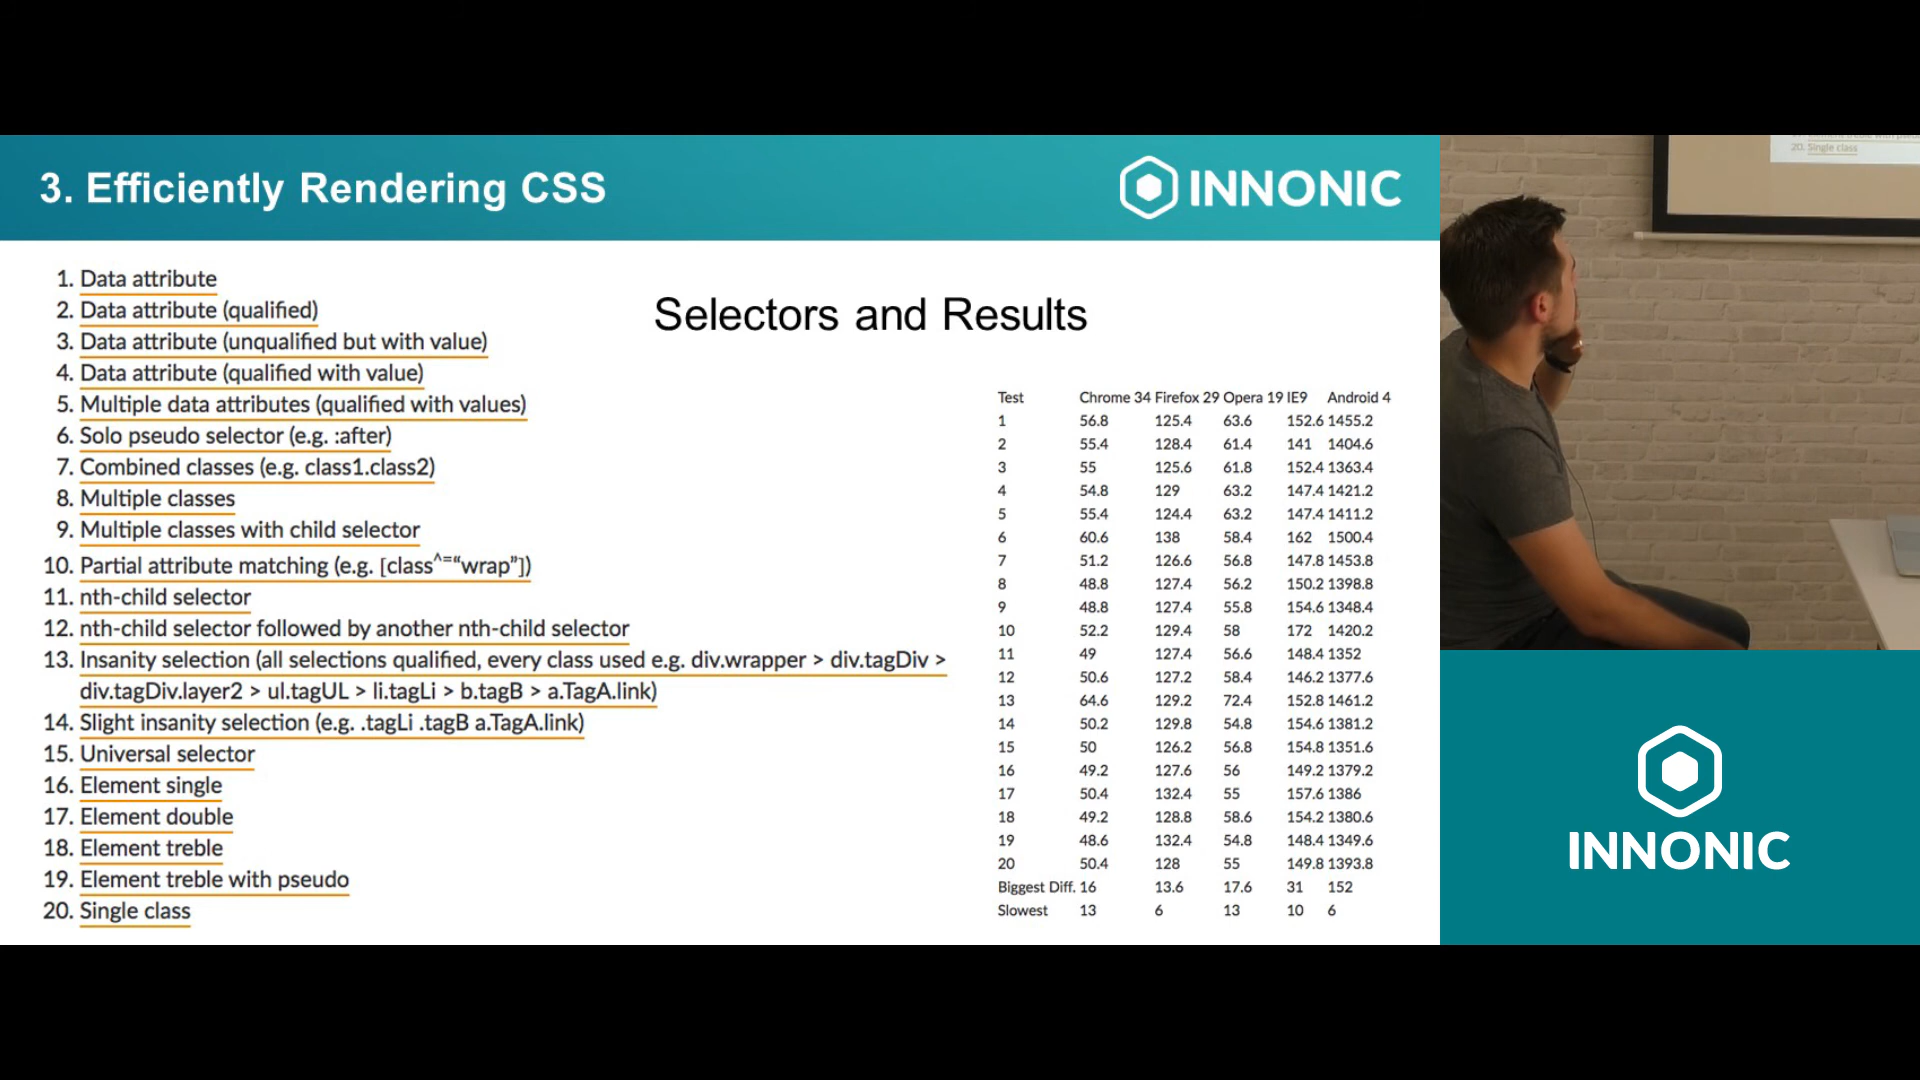 3. Efficiently Rendering CSS
INNONIC
1. Data attribute
2. Data attribute (qualified)
3. Data attribute (unqualified but with value)
4. Data attribute (qualified with value)
5. Multiple data attributes (qualified with values)
6. Solo pseudo selector (e.g. :after)
7. Combined classes (e.g. class1.class2)
8. Multiple classes
9. Multiple classes with child selector
10. Partial attribute matching (e.g. [class^=“wrap”])
11. nth-child selector
12. nth-child selector followed by another nth-child selector
13. Insanity selection (all selections qualified, every class used e.g. div.wrapper > div.tagDiv >
div.tagDiv.layer2 > ul.tagUL > li.tagLi > b.tagB > a.TagA.link)
14. Slight insanity selection (e.g. .tagLi .tagB a.TagA.link)
15. Universal selector
16. Element single
17. Element double
18. Element treble
19. Element treble with pseudo
20. Single class
Selectors and Results
Test Chrome 34 Firefox 29 Opera 19 IE9 Android 4
1 56.8 125.4 63.6 152.6 1455.2
2 55.4 128.4 61.4 141 1404.6
3 55 125.6 61.8 152.4 1363.4
4 54.8 129 63.2 147.4 1421.2
5 55.4 124.4 63.2 147.4 1411.2
6 60.6 138 58.4 162 1500.4
7 51.2 126.6 56.8 147.8 1453.8
8 48.8 127.4 56.2 150.2 1398.8
9 48.8 127.4 55.8 154.6 1348.4
10 52.2 129.4 58 172 1420.2
11 49 127.4 56.6 148.4 1352
12 50.6 127.2 58.4 146.2 1377.6
13 64.6 129.2 72.4 152.8 1461.2
14 50.2 129.8 54.8 154.6 1381.2
15 50 126.2 56.8 154.8 1351.6
16 49.2 127.6 56 149.2 1379.2
17 50.4 132.4 55 157.6 1386
18 49.2 128.8 58.6 154.2 1380.6
19 48.6 132.4 54.8 148.4 1349.6
20 50.4 128 55 149.8 1393.8
Biggest Diff. 16 13.6 17.6 31 152
Slowest 13 6 13 10 6
20. Single class
INNONIC